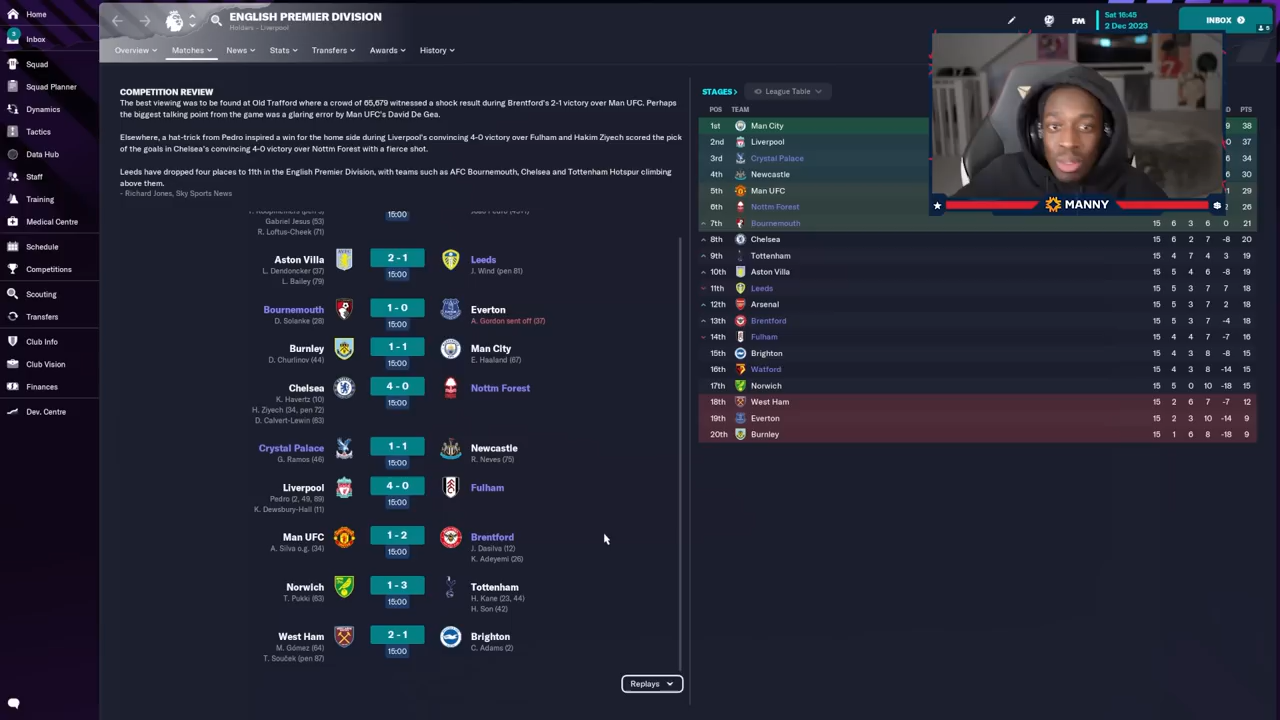 Home
ENGLISH PREMIER DIVISION
Holders - Liverpool
FM
Sat 16:45
2 Dec 2023
INBOX
5
3
Inbox
Overview
Matches
News
Stats
Transfers
Awards
History
Squad
Squad Planner
Dynamics
Tactics
Data Hub
Staff
Training
Medical Centre
Schedule
Competitions
Scouting
Transfers
Club Info
Club Vision
Finances
Dev. Centre
COMPETITION REVIEW
The best viewing was to be found at Old Trafford where a crowd of 65,679 witnessed a shock result during Brentford's 2-1 victory over Man UFC. Perhaps
the biggest talking point from the game was a glaring error by Man UFC's David De Gea.
Elsewhere, a hat-trick from Pedro inspired a win for the home side during Liverpool's convincing 4-0 victory over Fulham and Hakim Ziyech scored the pick
of the goals in Chelsea's convincing 4-0 victory over Nottm Forest with a fierce shot.
Leeds have dropped four places to 11th in the English Premier Division, with teams such as AFC Bournemouth, Chelsea and Tottenham Hotspur climbing
above them.
- Richard Jones, Sky Sports News
15:00
Gabriel Jesus (53)
R. Loftus-Cheek (71)
Aston Villa 2 - 1 Leeds
L. Dendoncker (37) 15:00 J. Wind (pen 81)
L. Bailey (79)
Bournemouth 1 - 0 Everton
D. Solanke (28) 15:00 A. Gordon sent off (37)
Burnley 1 - 1 Man City
D. Churlinov (44) 15:00 E. Haaland (67)
Chelsea 4 - 0 Nottm Forest
K. Havertz (10) 15:00
H. Ziyech (34, pen 72)
D. Calvert-Lewin (83)
Crystal Palace 1 - 1 Newcastle
G. Ramos (46) 15:00 R. Neves (75)
Liverpool 4 - 0 Fulham
Pedro (2, 49, 89) 15:00
K. Dewsbury-Hall (11)
Man UFC 1 - 2 Brentford
A. Silva o.g. (34) 15:00 J. Dasilva (12)
K. Adeyemi (26)
Norwich 1 - 3 Tottenham
T. Pukki (63) 15:00 H. Kane (23, 44)
H. Son (42)
West Ham 2 - 1 Brighton
M. Gómez (64) 15:00 C. Adams (2)
T. Souček (pen 87)
Replays
STAGES> League Table
POS TEAM D PTS
1st Man City 9 38
2nd Liverpool 0 37
3rd Crystal Palace 6 34
4th Newcastle 6 30
5th Man UFC 29
6th Nottm Forest 2 26
7th Bournemouth 15 6 3 6 0 21
8th Chelsea 15 6 2 7 -8 20
9th Tottenham 15 4 7 4 3 19
10th Aston Villa 15 5 4 6 -8 19
11th Leeds 15 5 3 7 7 18
12th Arsenal 15 5 3 7 2 18
13th Brentford 15 5 3 7 -4 18
14th Fulham 15 4 4 7 -7 16
15th Brighton 15 4 3 8 -8 15
16th Watford 15 4 3 8 -14 15
17th Norwich 15 5 0 10 -18 15
18th West Ham 15 2 6 7 -7 12
19th Everton 15 2 3 10 -14 9
20th Burnley 15 1 6 8 -18 9
MANNY